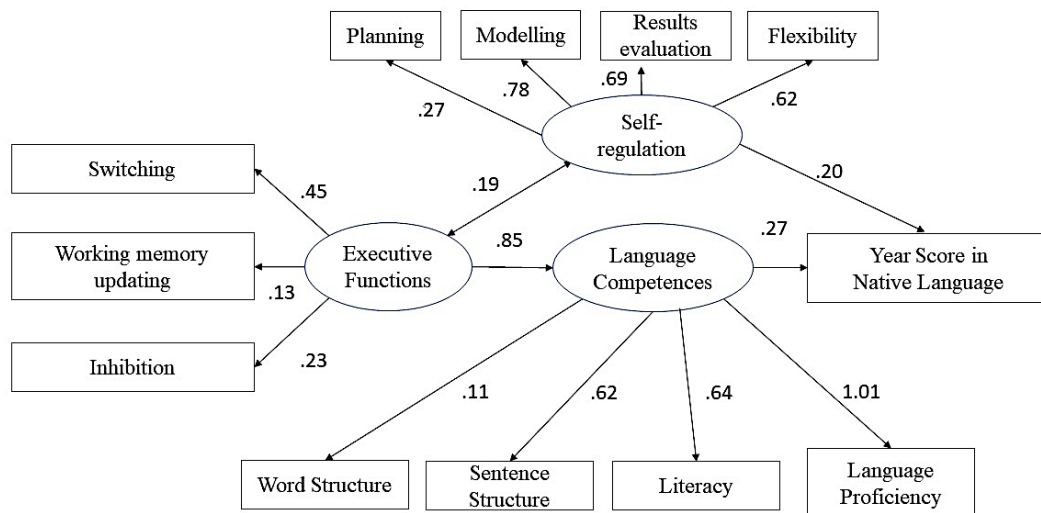 Planning
Modelling
Results
evaluation
Flexibility
.27
.78
.69
.62
Self-
regulation
Switching
.45
.19
.20
Working memory
updating
.13
Executive
Functions
.85
Language
Competences
.27
Year Score in
Native Language
Inhibition
.23
.11
.62
.64
1.01
Word Structure
Sentence
Structure
Literacy
Language
Proficiency